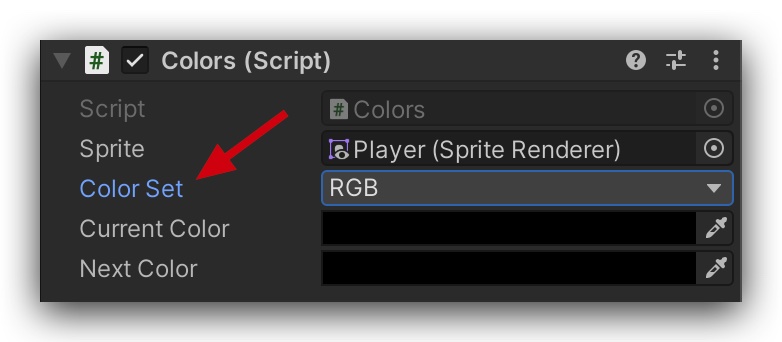 Colors (Script)
Script Colors
Sprite Player (Sprite Renderer)
Color Set RGB
Current Color
Next Color